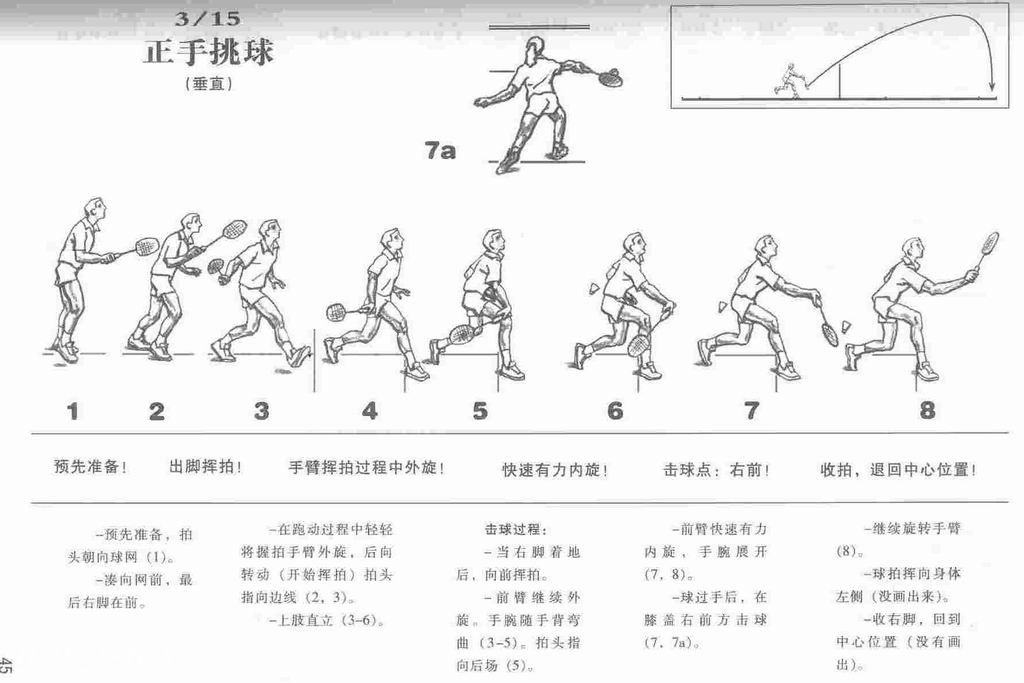 3/15
正手挑球
(垂直)
7a
1 2 3 4 5 6 7 8
预先准备! 出脚挥拍! 手臂挥拍过程中外旋! 快速有力内旋! 击球点：右前! 收拍，退回中心位置!
-预先准备，拍
头朝向球网 (1)。
-凑向网前，最
后右脚在前。
-在跑动过程中轻轻
将握拍手臂外旋，后向
转动 (开始挥拍) 拍头
指向边线 (2, 3)。
-上肢直立 (3-6)。
击球过程:
-当右脚着地
后，向前挥拍。
-前臂继续外
旋。手腕随手背弯
曲 (3-5)。拍头指
向后场 (5)。
-前臂快速有力
内旋，手腕展开
(7, 8)。
-球过手后，在
膝盖右前方击球
(7, 7a)。
-继续旋转手臂
(8)。
-球拍挥向身体
左侧 (没画出来)。
-收右脚，回到
中心位置 (没有画
出)。
45